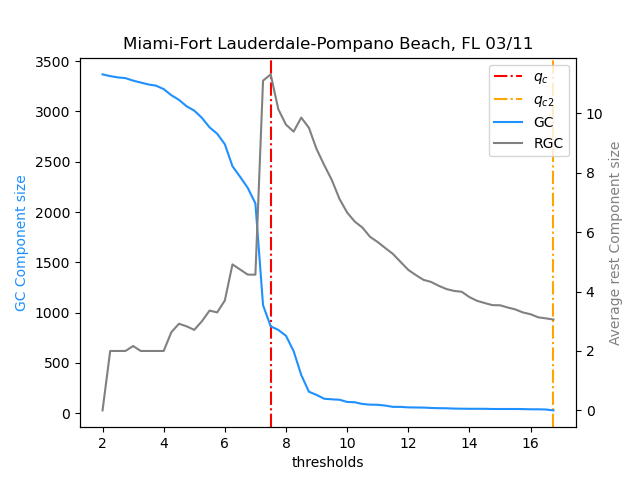 Miami-Fort Lauderdale-Pompano Beach, FL 03/11
GC Component size
3500
3000
2500
2000
1500
1000
500
0
q_c
q_c2
GC
RGC
10
8
6
4
2
0
Average rest Component size
2 4 6 8 10 12 14 16
thresholds